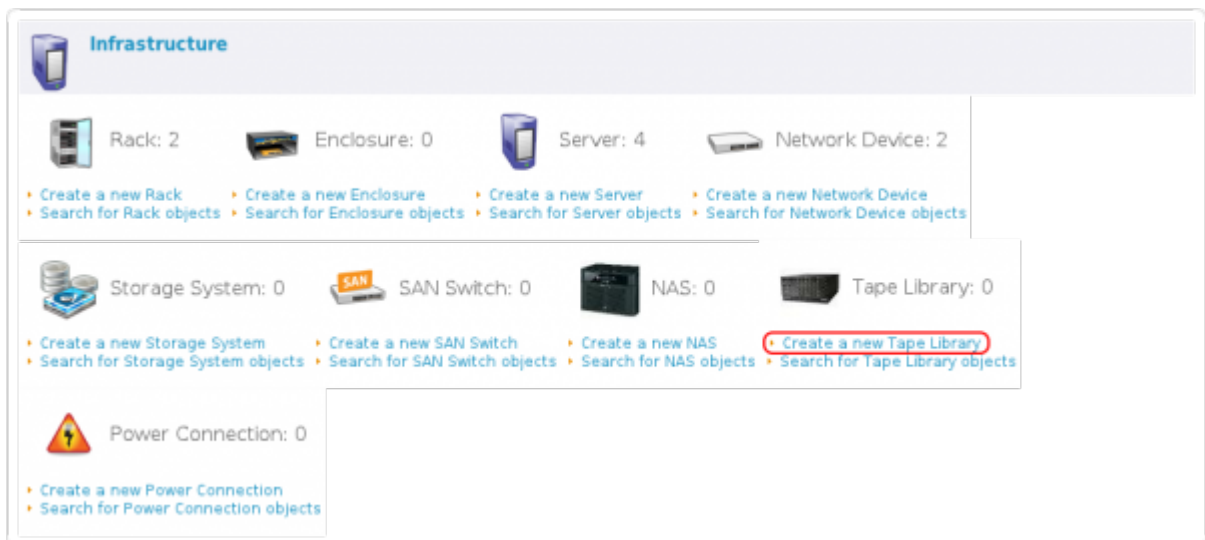 Infrastructure
Rack: 2 Enclosure: 0 Server: 4 Network Device: 2
Create a new Rack Create a new Enclosure Create a new Server Create a new Network Device
Search for Rack objects Search for Enclosure objects Search for Server objects Search for Network Device objects
SAN
Storage System: 0 SAN Switch: 0 NAS: 0 Tape Library: 0
Create a new Storage System Create a new SAN Switch Create a new NAS Create a new Tape Library
Search for Storage System objects Search for SAN Switch objects Search for NAS objects Search for Tape Library objects
Power Connection: 0
Create a new Power Connection
Search for Power Connection objects